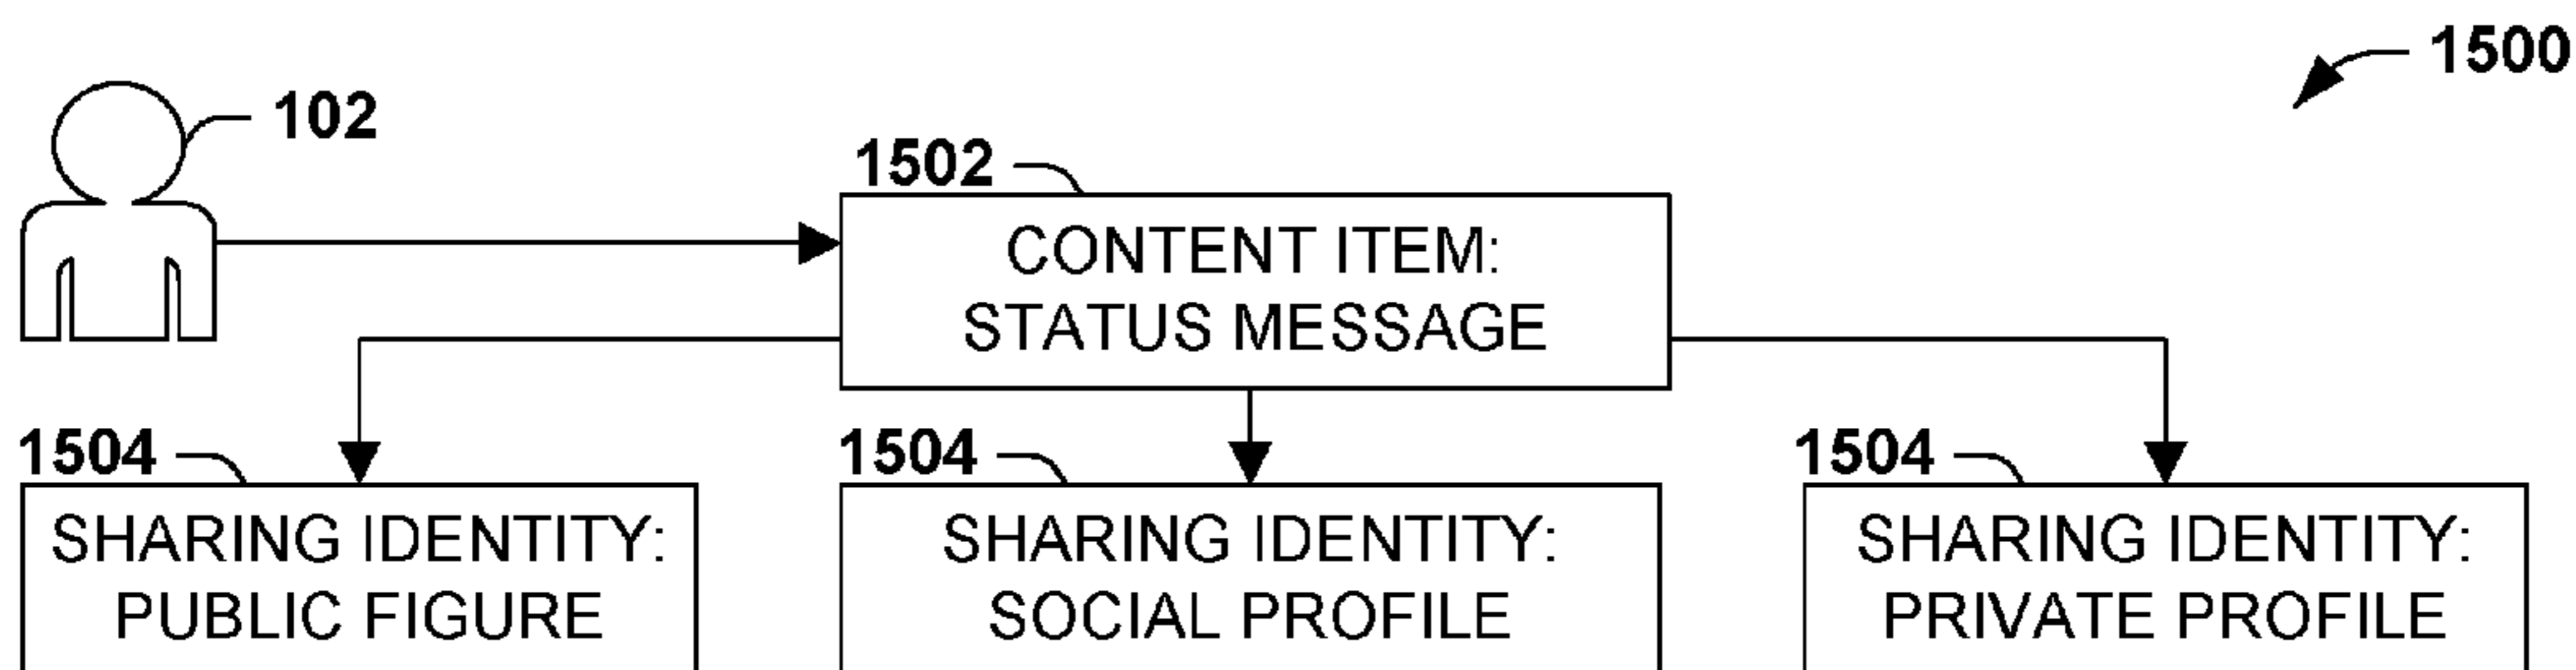 1500
102
1502
CONTENT ITEM:
STATUS MESSAGE
1504
1504
1504
SHARING IDENTITY:
PUBLIC FIGURE
SHARING IDENTITY:
SOCIAL PROFILE
SHARING IDENTITY:
PRIVATE PROFILE